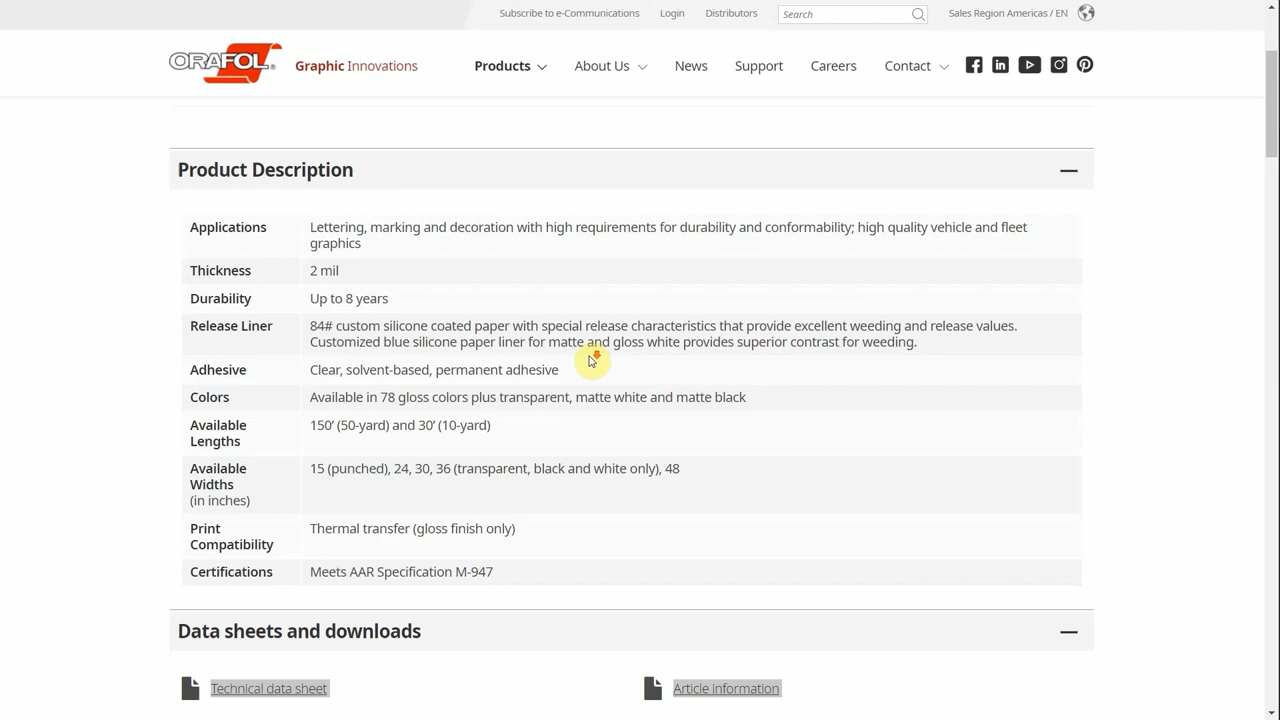 Subscribe to e-Communications Login Distributors Search Sales Region Americas / EN
ORAFOL® Graphic Innovations Products About Us News Support Careers Contact
Product Description
Applications Lettering, marking and decoration with high requirements for durability and conformability; high quality vehicle and fleet
graphics
Thickness 2 mil
Durability Up to 8 years
Release Liner 84# custom silicone coated paper with special release characteristics that provide excellent weeding and release values.
Customized blue silicone paper liner for matte and gloss white provides superior contrast for weeding.
Adhesive Clear, solvent-based, permanent adhesive
Colors Available in 78 gloss colors plus transparent, matte white and matte black
Available 150’ (50-yard) and 30’ (10-yard)
Lengths
Available 15 (punched), 24, 30, 36 (transparent, black and white only), 48
Widths
(in inches)
Print Thermal transfer (gloss finish only)
Compatibility
Certifications Meets AAR Specification M-947
Data sheets and downloads
Technical data sheet Article information